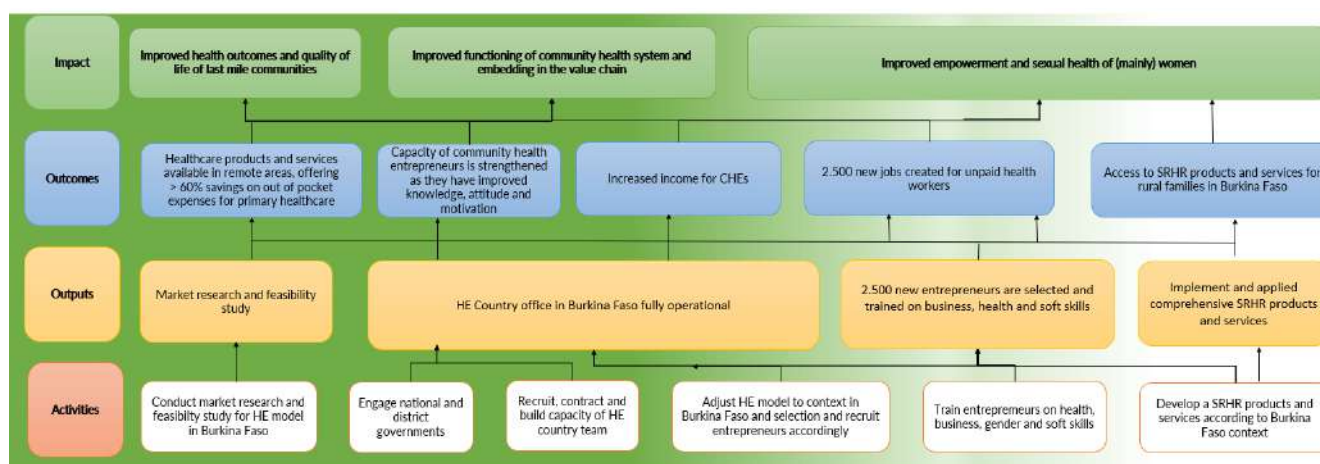 Impact
Improved health outcomes and quality of
life of last mile communities
Improved functioning of community health system and
embedding in the value chain
Improved empowerment and sexual health of (mainly) women
Outcomes
Healthcare products and services
available in remote areas, offering
> 60% savings on out of pocket
expenses for primary healthcare
Capacity of community health
entrepreneurs is strengthened
as they have improved
knowledge, attitude and
motivation
Increased income for CHEs
2.500 new jobs created for unpaid health
workers
Access to SRHR products and services for
rural families in Burkina Faso
Outputs
Market research and feasibility
study
HE Country office in Burkina Faso fully operational
2.500 new entrepreneurs are selected and
trained on business, health and soft skills
Implement and applied
comprehensive SRHR products
and services
Activities
Conduct market research and
feasibilty study for HE model
in Burkina Faso
Engage national and
district
governments
Recruit, contract and
build capacity of HE
country team
Adjust HE model to context in
Burkina Faso and selection and recruit
entrepreneurs accordingly
Train entrepreneurs on health,
business, gender and soft skills
Develop a SRHR products and
services according to Burkina
Faso context